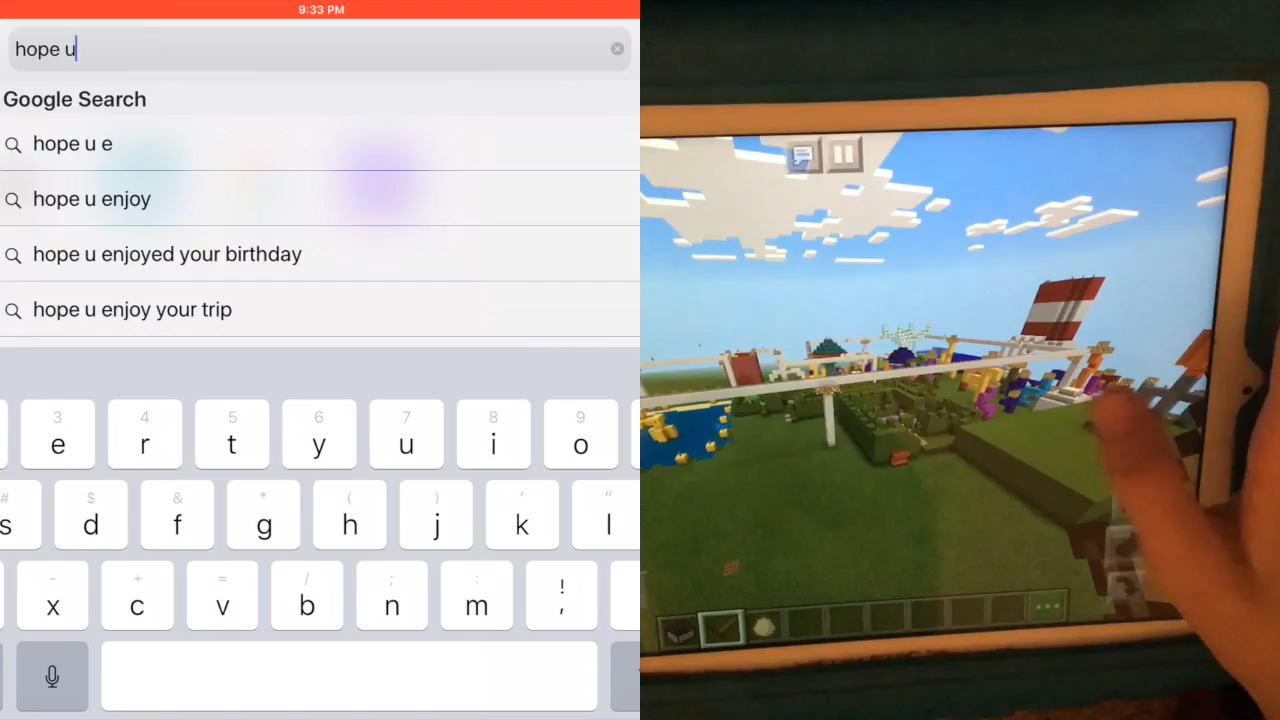 9:33 PM
hope u
Google Search
hope u e
hope u enjoy
hope u enjoyed your birthday
hope u enjoy your trip
3 4 5 6 7 8 9
e r t y u i o
# $ & * ( ) ' "
s d f g h j k l
- + = / ; : !
x c v b n m ,